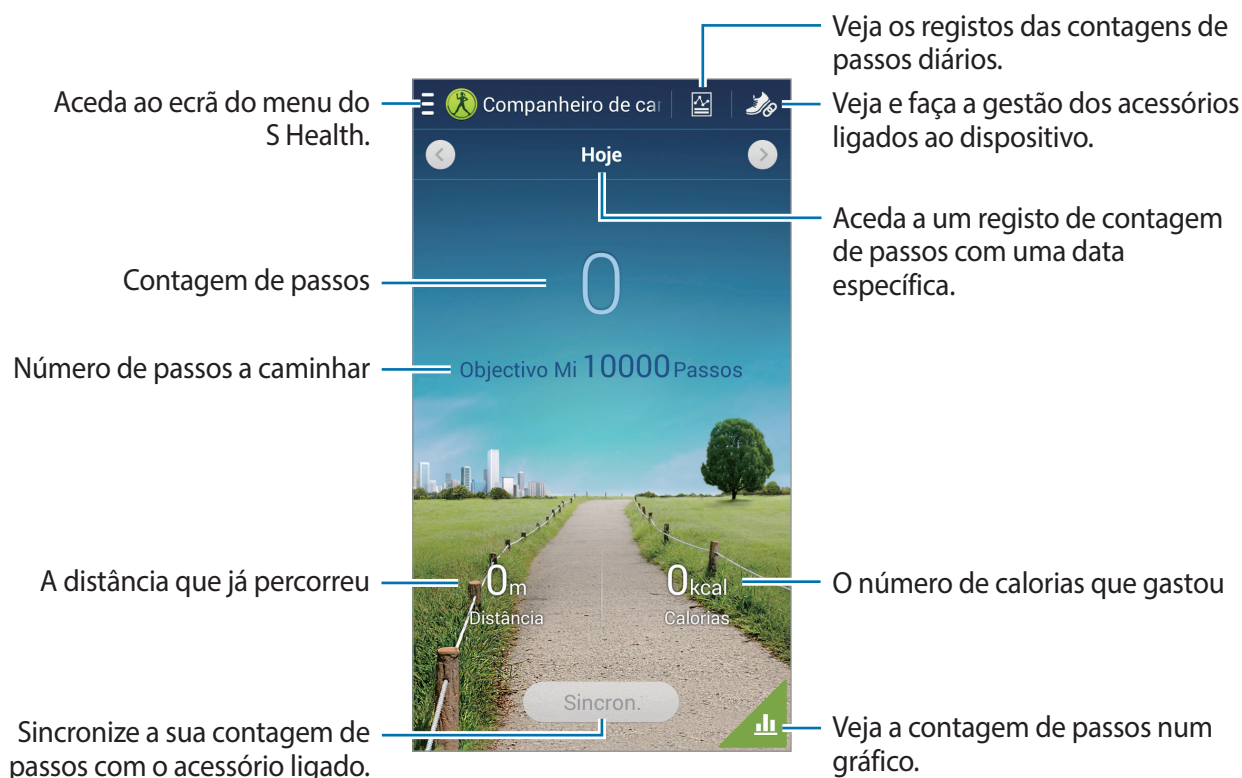 Veja os registos das contagens de
passos diários.
Aceda ao ecrã do menu do
S Health.
Companheiro de ca
Veja e faça a gestão dos acessórios
ligados ao dispositivo.
Hoje
Aceda a um registo de contagem
de passos com uma data
específica.
Contagem de passos
0
Número de passos a caminhar
Objectivo Mi 10000 Passos
A distância que já percorreu
0m
Distância
0kcal
Calorias
O número de calorias que gastou
Sincronize a sua contagem de
passos com o acessório ligado.
Sincron.
Veja a contagem de passos num
gráfico.